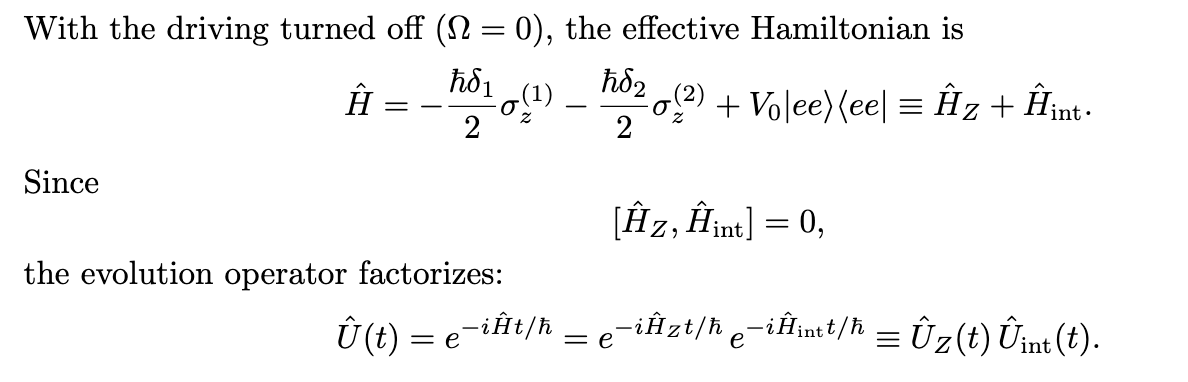 With the driving turned off (Ω = 0), the effective Hamiltonian is
Ĥ = −ħδ₁/2 σ_z^(1) − ħδ₂/2 σ_z^(2) + V₀|ee⟩⟨ee| ≡ Ĥ_Z + Ĥ_int.
Since
[Ĥ_Z, Ĥ_int] = 0,
the evolution operator factorizes:
Û(t) = e^{−iĤt/ħ} = e^{−iĤ_Z t/ħ} e^{−iĤ_int t/ħ} ≡ Û_Z(t) Û_int(t).